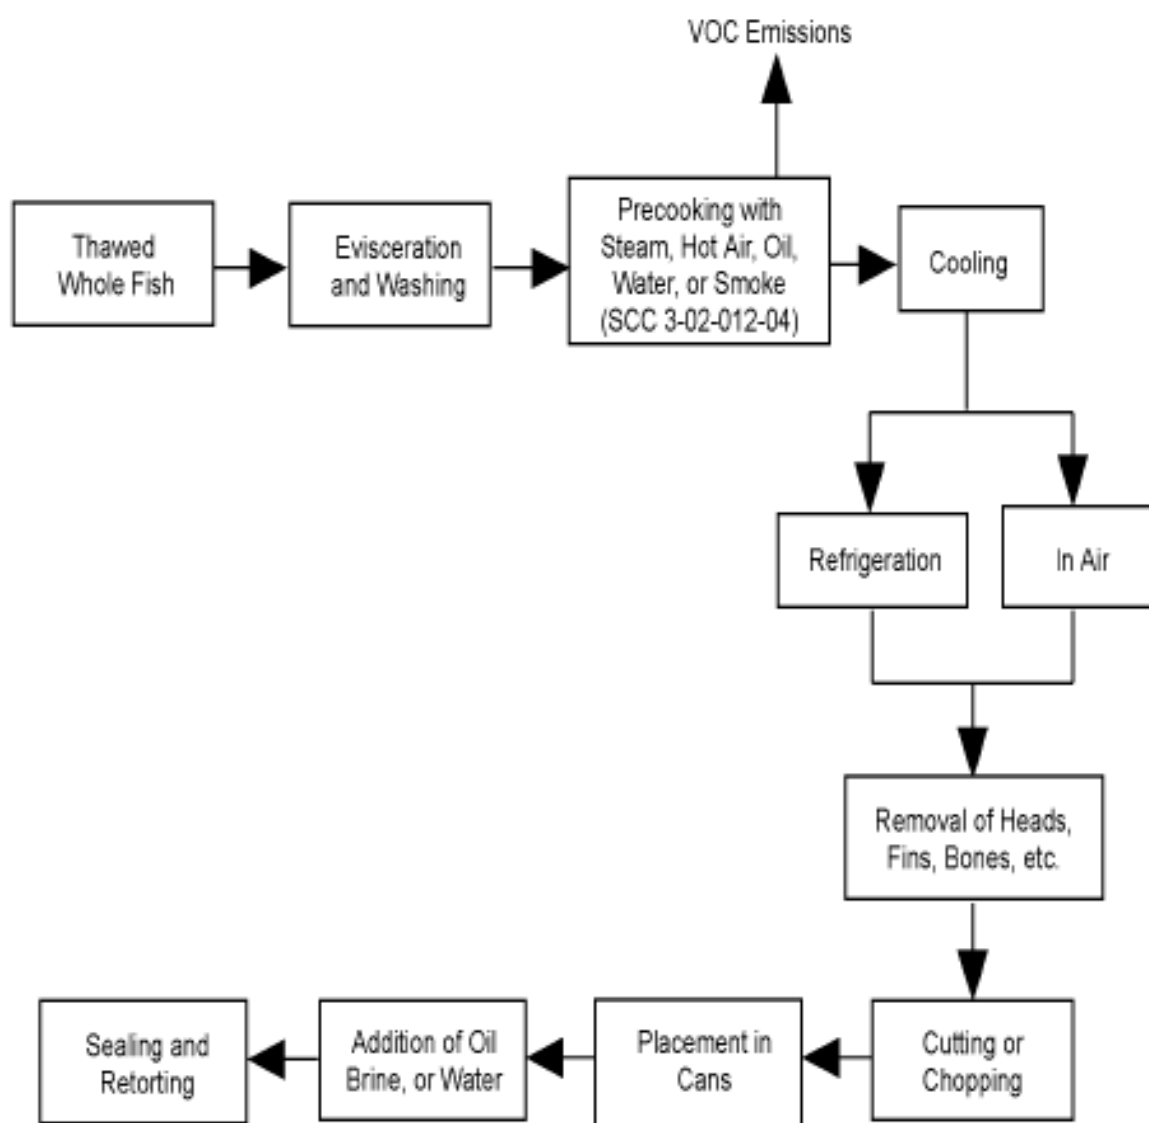 VOC Emissions
Thawed
Whole Fish
Evisceration
and Washing
Precooking with
Steam, Hot Air, Oil,
Water, or Smoke
(SCC 3-02-012-04)
Cooling
Refrigeration
In Air
Removal of Heads,
Fins, Bones, etc.
Cutting or
Chopping
Placement in
Cans
Addition of Oil
Brine, or Water
Sealing and
Retorting